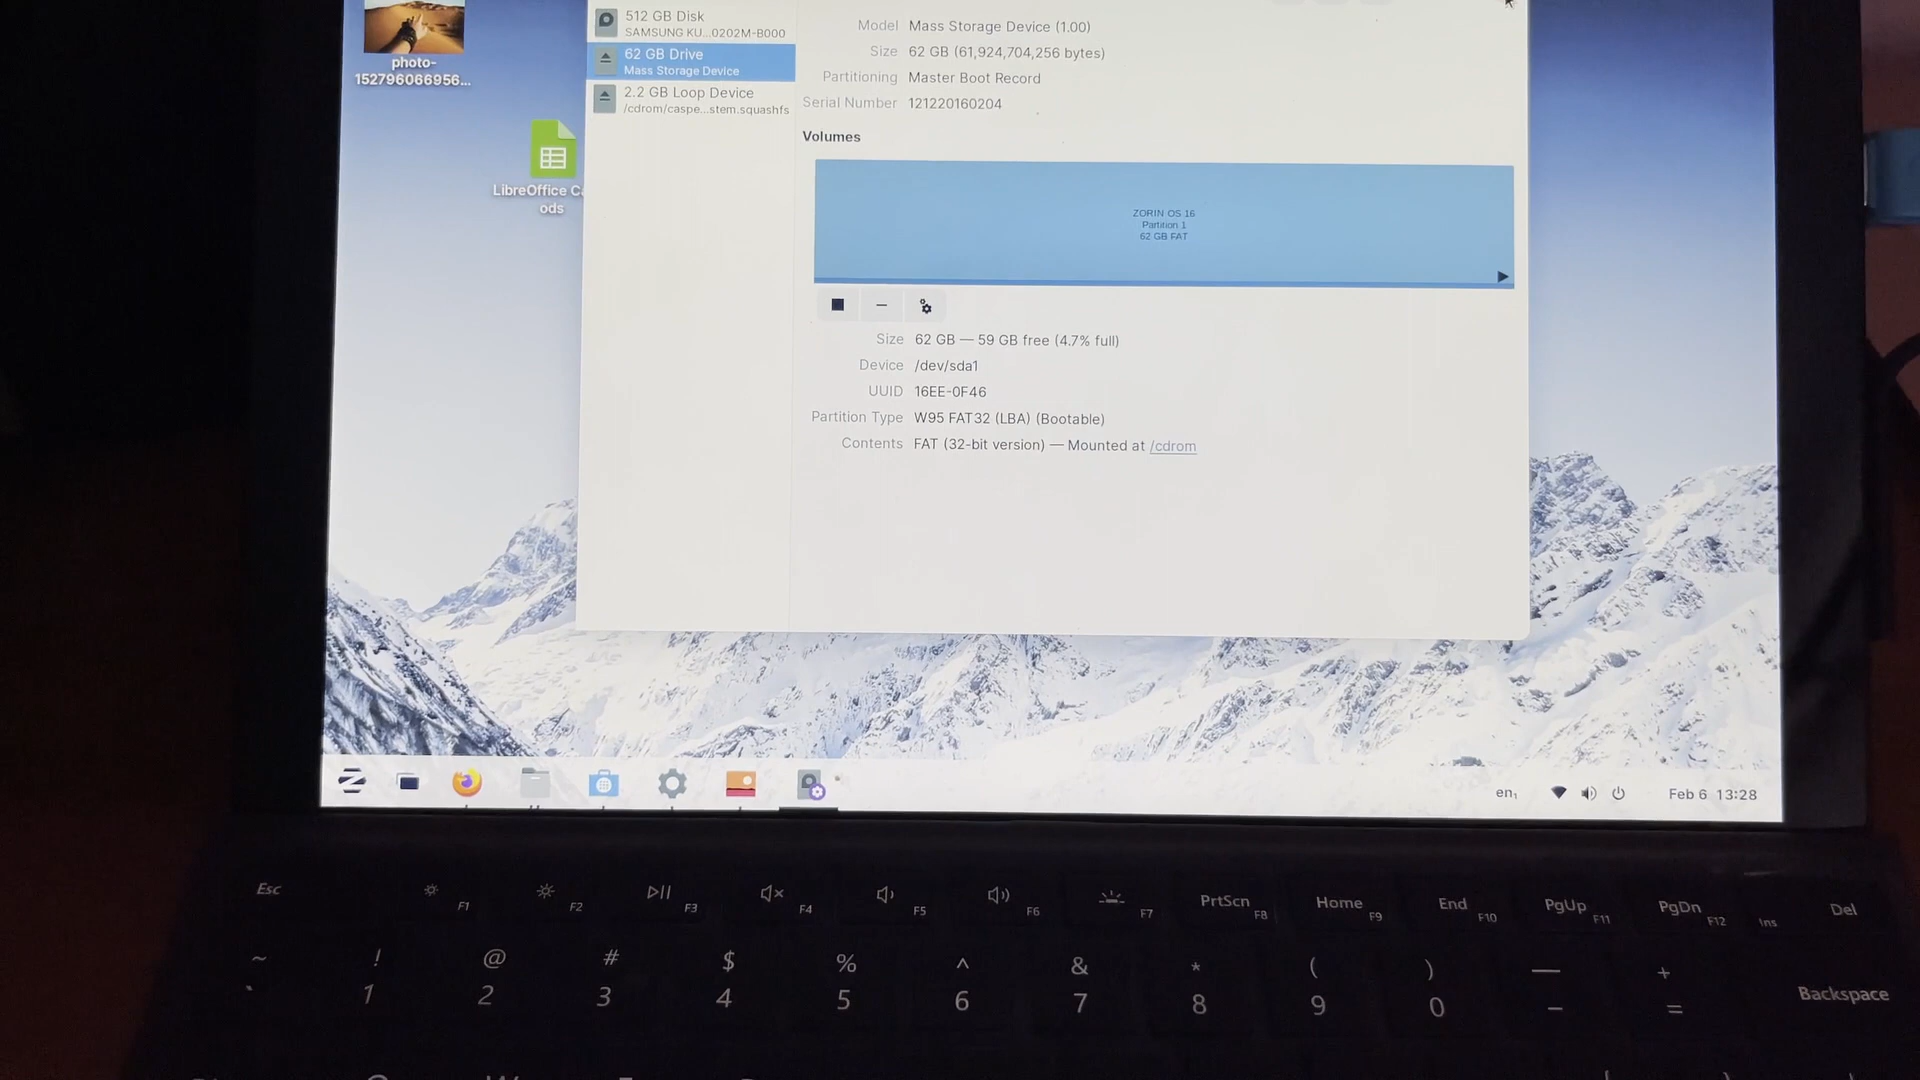 photo-
152796066956...
LibreOffice C
ods
512 GB Disk
SAMSUNG KU...0202M-B000
62 GB Drive
Mass Storage Device
2.2 GB Loop Device
/cdrom/caspe...stem.squashfs
Model Mass Storage Device (1.00)
Size 62 GB (61,924,704,256 bytes)
Partitioning Master Boot Record
Serial Number 121220160204
Volumes
ZORIN OS 16
Partition 1
62 GB FAT
Size 62 GB — 59 GB free (4.7% full)
Device /dev/sda1
UUID 16EE-0F46
Partition Type W95 FAT32 (LBA) (Bootable)
Contents FAT (32-bit version) — Mounted at /cdrom
en₁
Feb 6 13:28
Esc F1 F2 F3 F4 F5 F6 F7 PrtScn F8 Home F9 End F10 PgUp F11 PgDn F12 Ins Del
~ ! @ # $ % ^ & * ( ) — +
` 1 2 3 4 5 6 7 8 9 0 - = Backspace